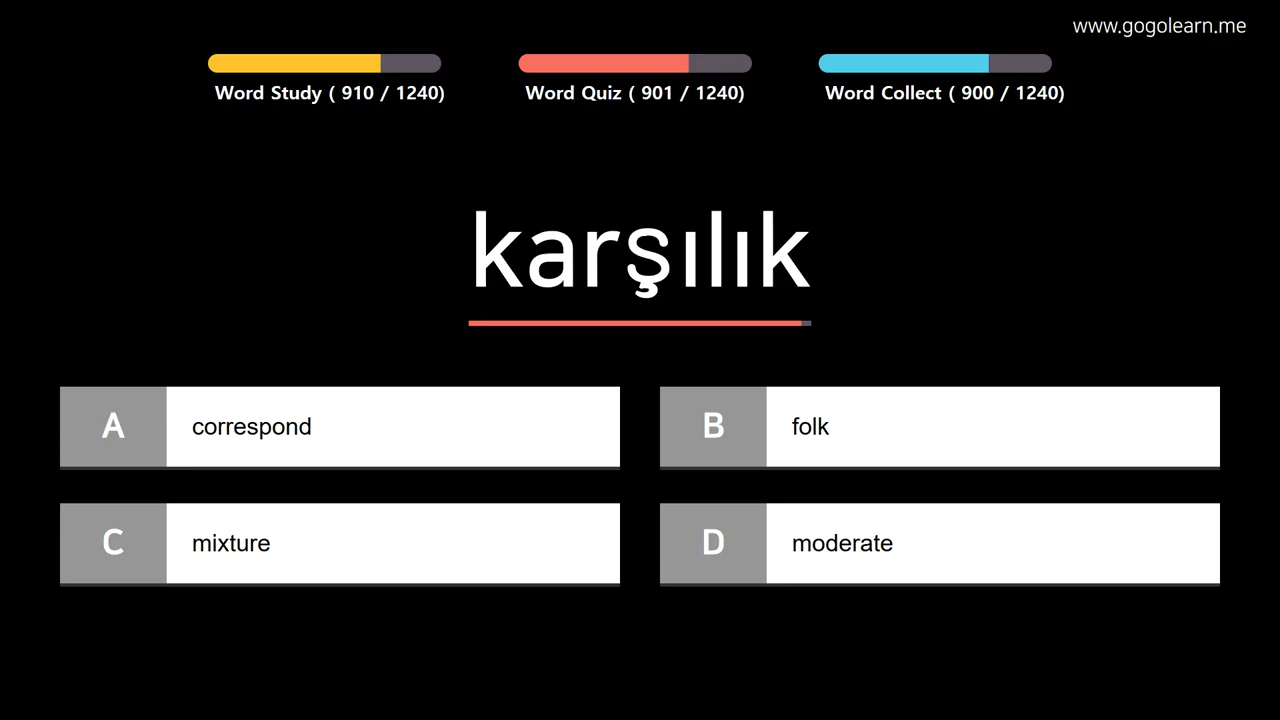 www.gogolearn.me
Word Study ( 910 / 1240)
Word Quiz ( 901 / 1240)
Word Collect ( 900 / 1240)
karşılık
A correspond
B folk
C mixture
D moderate